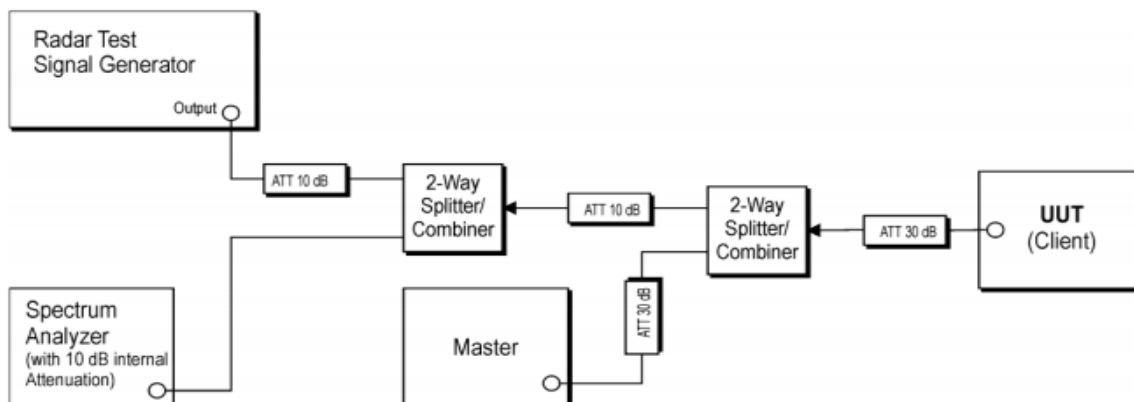 Radar Test
Signal Generator
Output
ATT 10 dB
2-Way
Splitter/
Combiner
ATT 10 dB
2-Way
Splitter/
Combiner
ATT 30 dB
UUT
(Client)
ATT 30 dB
Spectrum
Analyzer
(with 10 dB internal
Attenuation)
Master